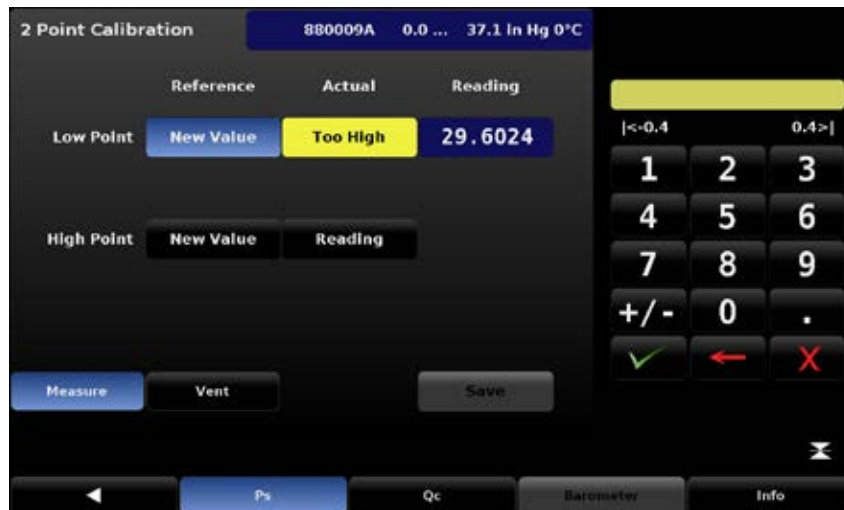 2 Point Calibration 880009A 0.0 ... 37.1 in Hg 0°C
Reference Actual Reading
Low Point New Value Too High 29.6024
High Point New Value Reading
Measure Vent Save
|<-0.4 0.4>|
1 2 3
4 5 6
7 8 9
+/- 0 .
X
Ps Qc Barometer Info